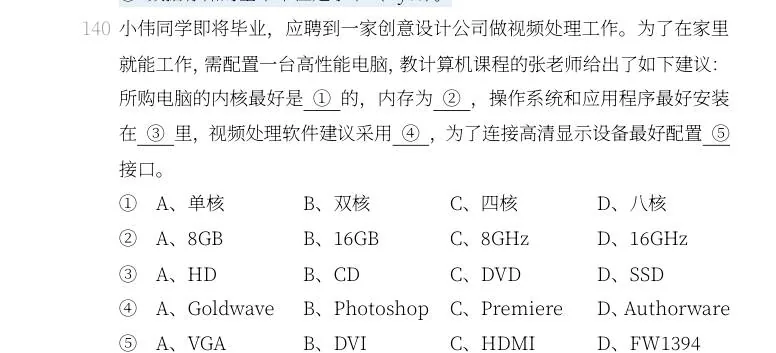 140 小伟同学即将毕业，应聘到一家创意设计公司做视频处理工作。为了在家里
就能工作，需配置一台高性能电脑，教计算机课程的张老师给出了如下建议：
所购电脑的内核最好是 ① 的，内存为 ② ，操作系统和应用程序最好安装
在 ③ 里，视频处理软件建议采用 ④ ，为了连接高清显示设备最好配置 ⑤
接口。
① A、单核 B、双核 C、四核 D、八核
② A、8GB B、16GB C、8GHz D、16GHz
③ A、HD B、CD C、DVD D、SSD
④ A、Goldwave B、Photoshop C、Premiere D、Authorware
⑤ A、VGA B、DVI C、HDMI D、FW1394